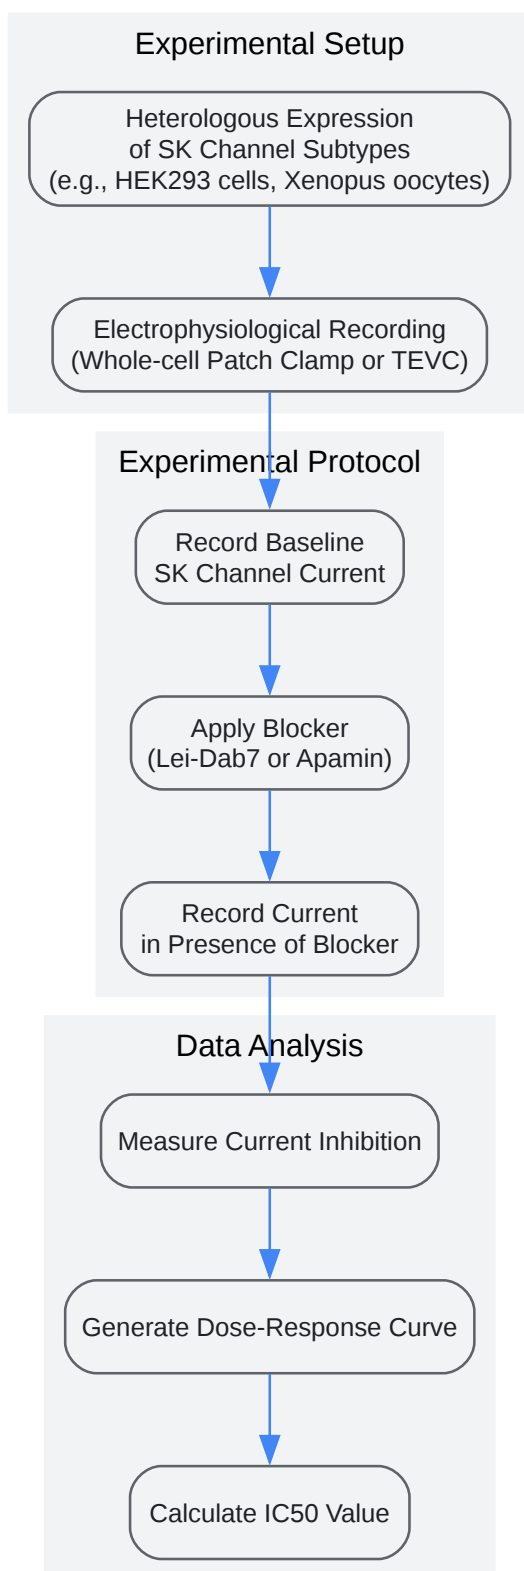 Experimental Setup
Heterologous Expression
of SK Channel Subtypes
(e.g., HEK293 cells, Xenopus oocytes)
Electrophysiological Recording
(Whole-cell Patch Clamp or TEVC)
Experimental Protocol
Record Baseline
SK Channel Current
Apply Blocker
(Lei-Dab7 or Apamin)
Record Current
in Presence of Blocker
Data Analysis
Measure Current Inhibition
Generate Dose-Response Curve
Calculate IC50 Value